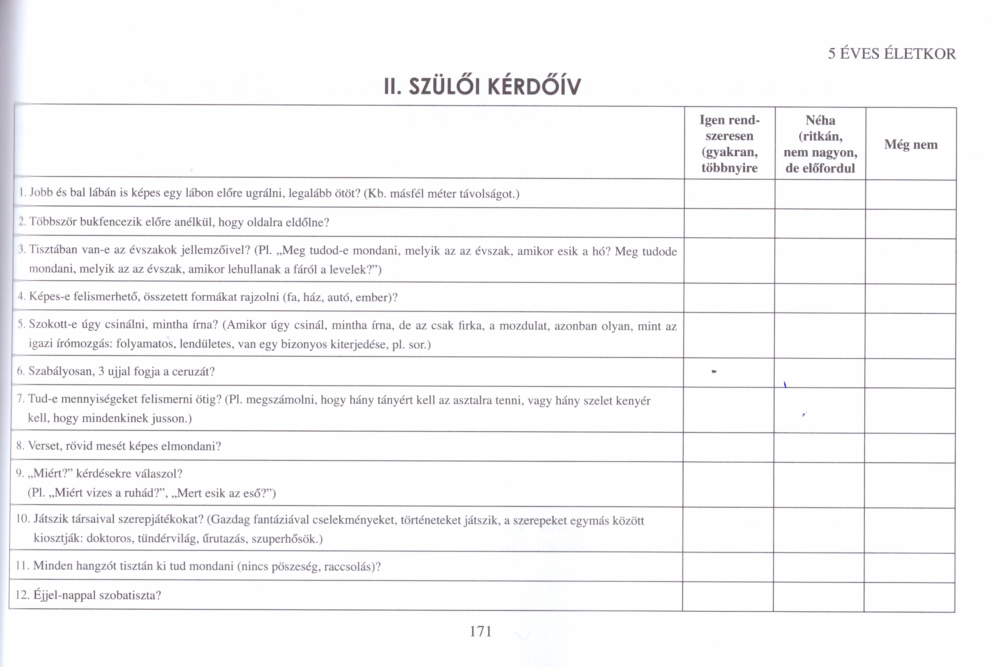 5 ÉVES ÉLETKOR
II. SZÜLŐI KÉRDŐÍV
Igen rend-
szeresen
(gyakran,
többnyire
Néha
(ritkán,
nem nagyon,
de előfordul
Még nem
1. Jobb és bal lábán is képes egy lábon előre ugrálni, legalább ötöt? (Kb. másfél méter távolságot.)
2. Többször bukfencezik előre anélkül, hogy oldalra eldőlne?
3. Tisztában van-e az évszakok jellemzőivel? (Pl. „Meg tudod-e mondani, melyik az az évszak, amikor esik a hó? Meg tudode
mondani, melyik az az évszak, amikor lehullanak a fáról a levelek?”)
4. Képes-e felismerhető, összetett formákat rajzolni (fa, ház, autó, ember)?
5. Szokott-e úgy csinálni, mintha írna? (Amikor úgy csinál, mintha írna, de az csak firka, a mozdulat, azonban olyan, mint az
igazi írómozgás: folyamatos, lendületes, van egy bizonyos kiterjedése, pl. sor.)
6. Szabályosan, 3 ujjal fogja a ceruzát?
7. Tud-e mennyiségeket felismerni ötig? (Pl. megszámolni, hogy hány tányért kell az asztalra tenni, vagy hány szelet kenyér
kell, hogy mindenkinek jusson.)
8. Verset, rövid mesét képes elmondani?
9. „Miért?” kérdésekre válaszol?
(Pl. „Miért vizes a ruhád?”, „Mert esik az eső?”)
10. Játszik társaival szerepjátékokat? (Gazdag fantáziával cselekményeket, történeteket játszik, a szerepeket egymás között
kiosztják: doktoros, tündérvilág, űrutazás, szuperhősök.)
11. Minden hangzót tisztán ki tud mondani (nincs pöszeség, raccsolás)?
12. Éjjel-nappal szobatiszta?
171